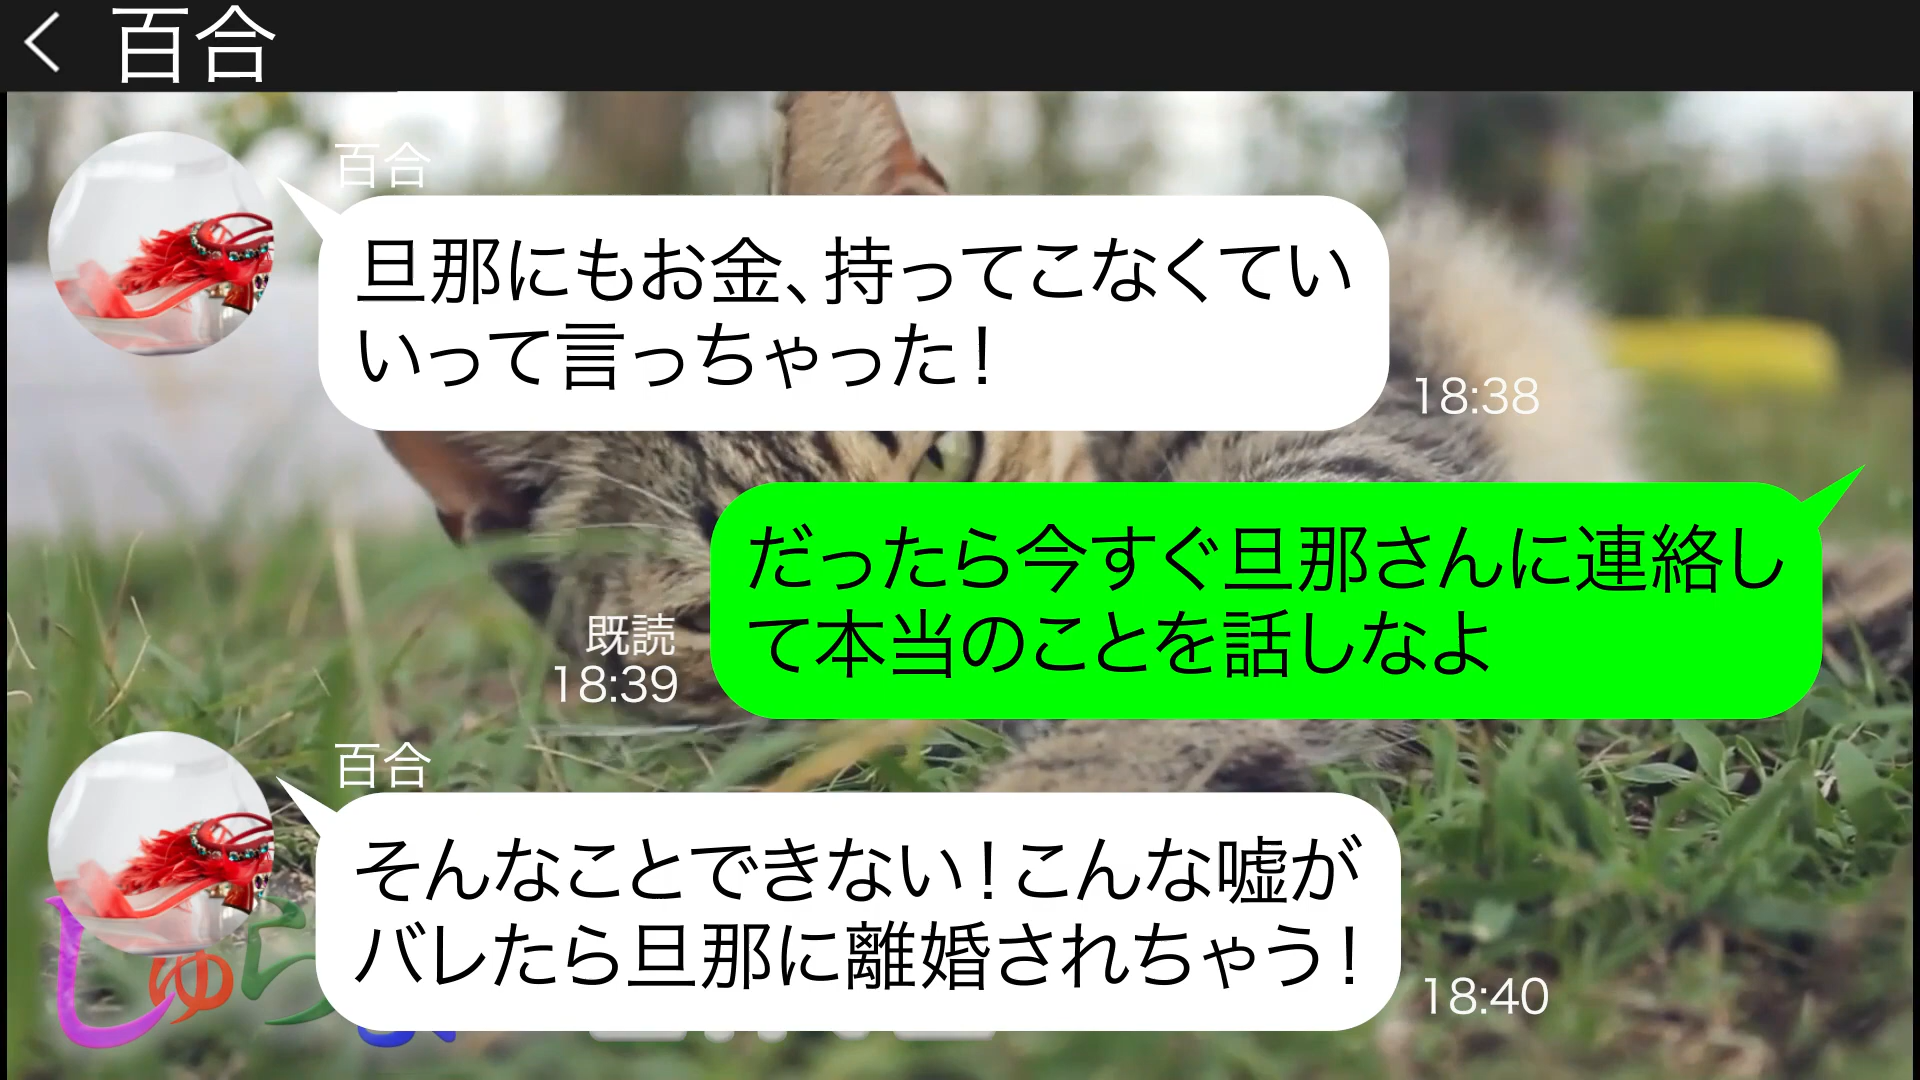 百合
百合
旦那にもお金、持ってこなくてい
いって言っちゃった！
18:38
だったら今すぐ旦那さんに連絡し
て本当のことを話しなよ
既読
18:39
百合
そんなことできない！こんな嘘が
バレたら旦那に離婚されちゃう！
18:40
しゅら